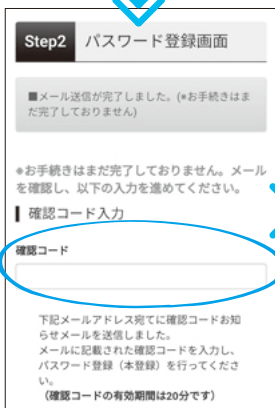 Step2 パスワード登録画面
■メール送信が完了しました。(※お手続きはま
だ完了しておりません)
※お手続きはまだ完了しておりません。メール
を確認し、以下の入力を進めてください。
確認コード入力
確認コード
下記メールアドレス宛てに確認コードお知
らせメールを送信しました。
メールに記載された確認コードを入力し、
パスワード登録（本登録）を行ってくださ
い。
（確認コードの有効期間は20分です）